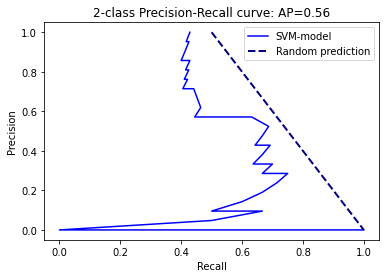 2-class Precision-Recall curve: AP=0.56
SVM-model
Random prediction
Precision
1.0
0.8
0.6
0.4
0.2
0.0
0.0 0.2 0.4 0.6 0.8 1.0
Recall